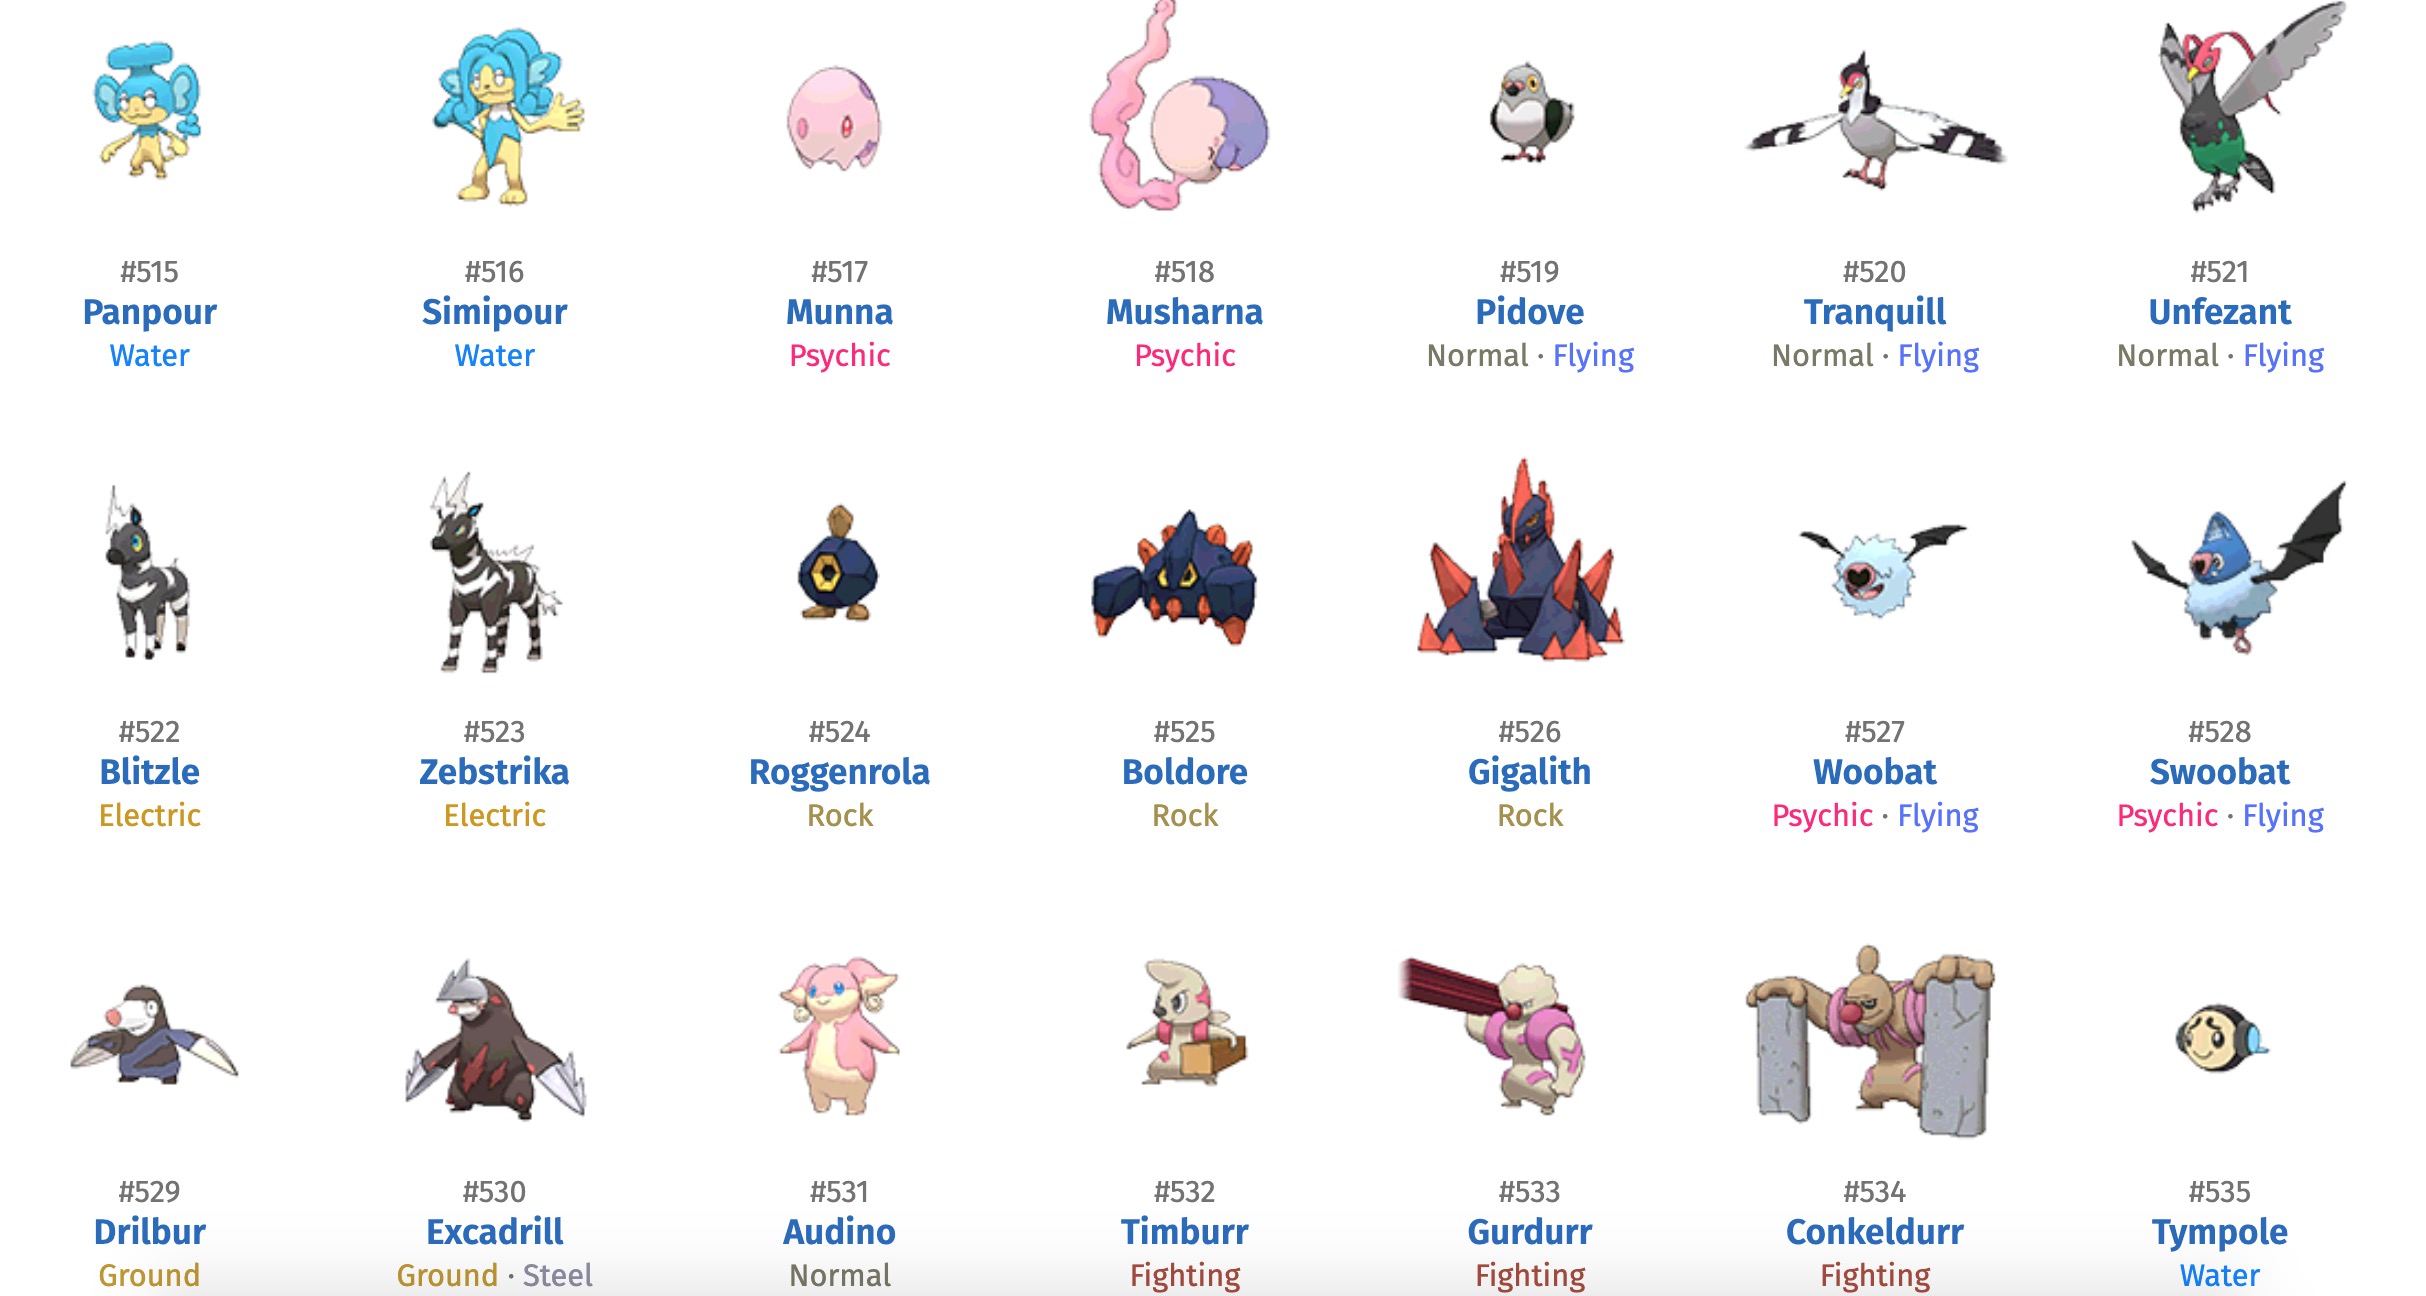 #515 #516 #517 #518 #519 #520 #521
Panpour Simipour Munna Musharna Pidove Tranquill Unfezant
Water Water Psychic Psychic Normal · Flying Normal · Flying Normal · Flying
#522 #523 #524 #525 #526 #527 #528
Blitzle Zebstrika Roggenrola Boldore Gigalith Woobat Swoobat
Electric Electric Rock Rock Rock Psychic · Flying Psychic · Flying
#529 #530 #531 #532 #533 #534 #535
Drilbur Excadrill Audino Timburr Gurdurr Conkeldurr Tympole
Ground Ground · Steel Normal Fighting Fighting Fighting Water